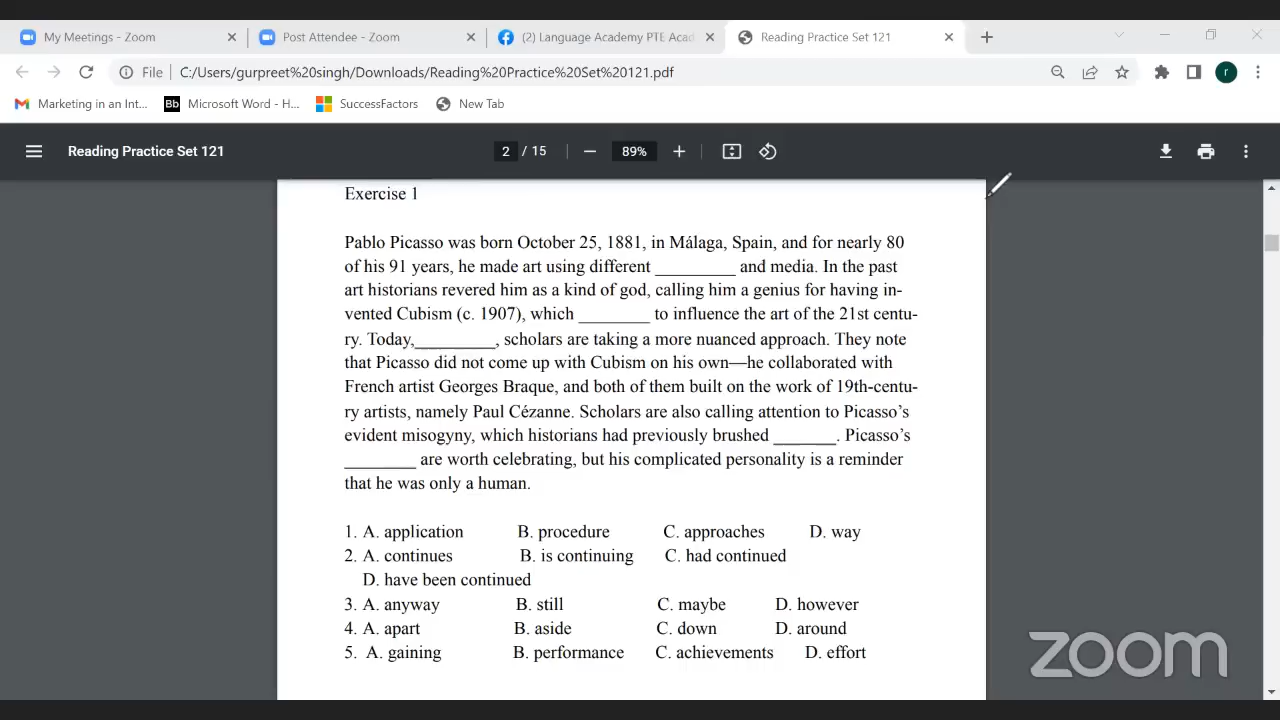 My Meetings - Zoom
Post Attendee - Zoom
(2) Language Academy PTE Acad
Reading Practice Set 121
File
C:/Users/gurpreet%20singh/Downloads/Reading%20Practice%20Set%20121.pdf
r
Marketing in an Int...
Bb Microsoft Word - H...
SuccessFactors
New Tab
Reading Practice Set 121
2 / 15
89%
Exercise 1
Pablo Picasso was born October 25, 1881, in Málaga, Spain, and for nearly 80
of his 91 years, he made art using different _________ and media. In the past
art historians revered him as a kind of god, calling him a genius for having in-
vented Cubism (c. 1907), which ________ to influence the art of the 21st centu-
ry. Today,_________, scholars are taking a more nuanced approach. They note
that Picasso did not come up with Cubism on his own—he collaborated with
French artist Georges Braque, and both of them built on the work of 19th-centu-
ry artists, namely Paul Cézanne. Scholars are also calling attention to Picasso’s
evident misogyny, which historians had previously brushed _______. Picasso’s
________ are worth celebrating, but his complicated personality is a reminder
that he was only a human.
1. A. application B. procedure C. approaches D. way
2. A. continues B. is continuing C. had continued
D. have been continued
3. A. anyway B. still C. maybe D. however
4. A. apart B. aside C. down D. around
5. A. gaining B. performance C. achievements D. effort
zoom